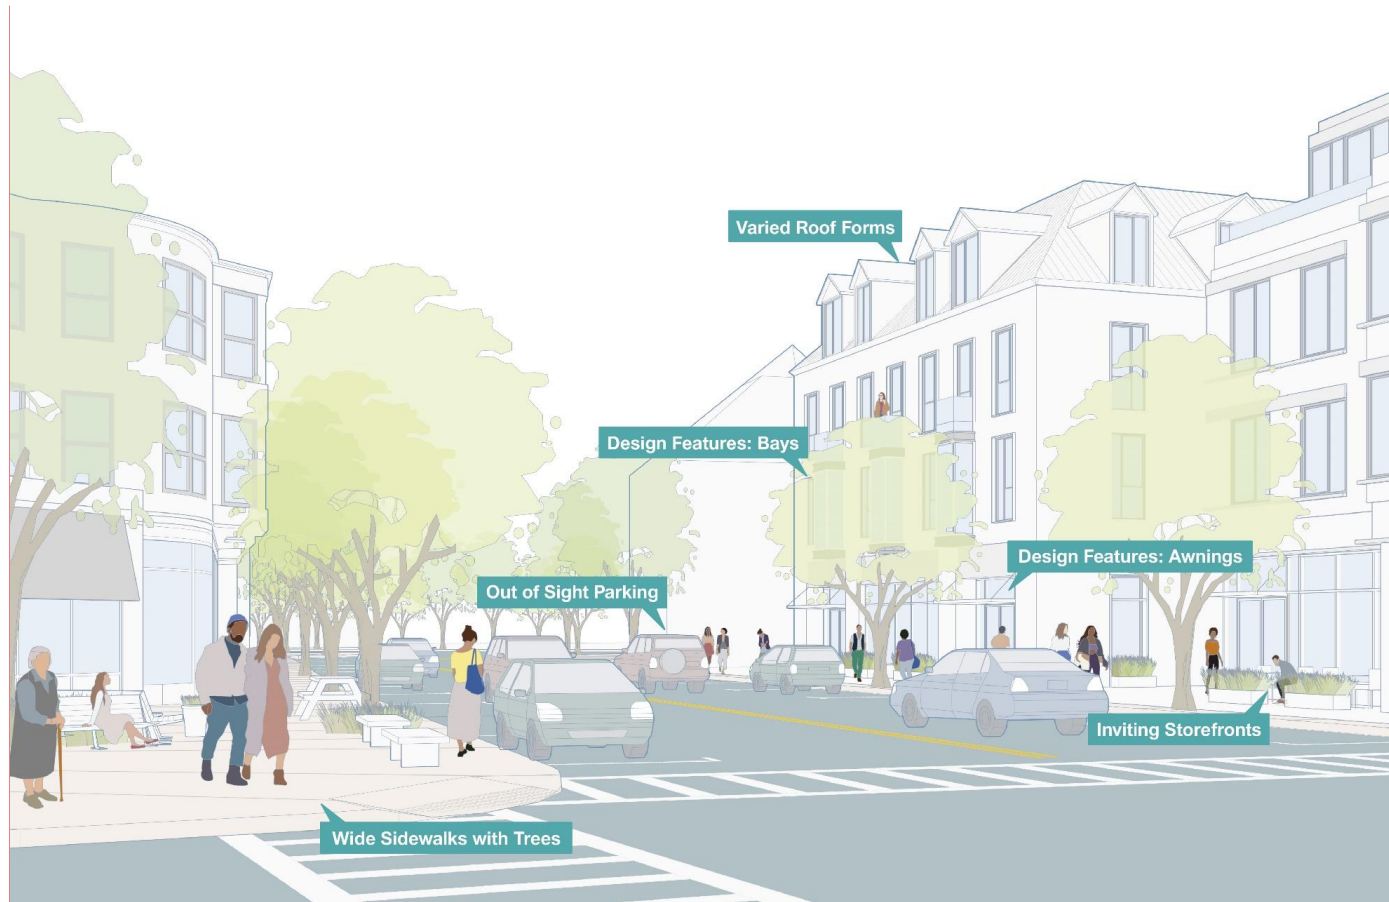 Varied Roof Forms
Design Features: Bays
Design Features: Awnings
Out of Sight Parking
Inviting Storefronts
Wide Sidewalks with Trees